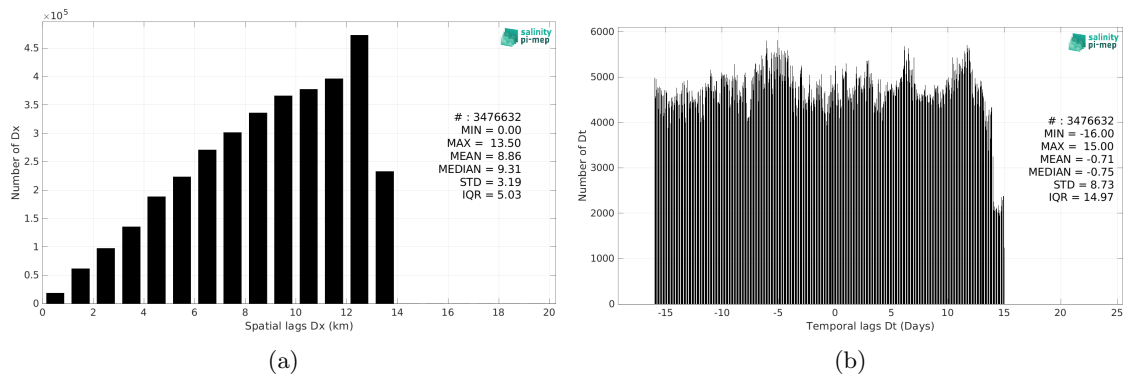 ×10⁵
4.5
4
3.5
3
2.5
2
1.5
1
0.5
0
Number of Dx
salinity
pi-mep
# : 3476632
MIN = 0.00
MAX = 13.50
MEAN = 8.86
MEDIAN = 9.31
STD = 3.19
IQR = 5.03
0 2 4 6 8 10 12 14 16 18 20
Spatial lags Dx (km)
(a)
6000
5000
4000
3000
2000
1000
0
Number of Dt
salinity
pi-mep
# : 3476632
MIN = -16.00
MAX = 15.00
MEAN = -0.71
MEDIAN = -0.75
STD = 8.73
IQR = 14.97
-15 -10 -5 0 5 10 15 20 25
Temporal lags Dt (Days)
(b)